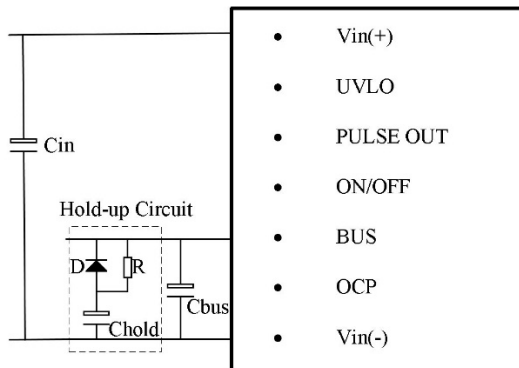 Vin(+)
UVLO
PULSE OUT
Cin
ON/OFF
Hold-up Circuit
BUS
D
R
Cbus
OCP
Chold
Vin(-)